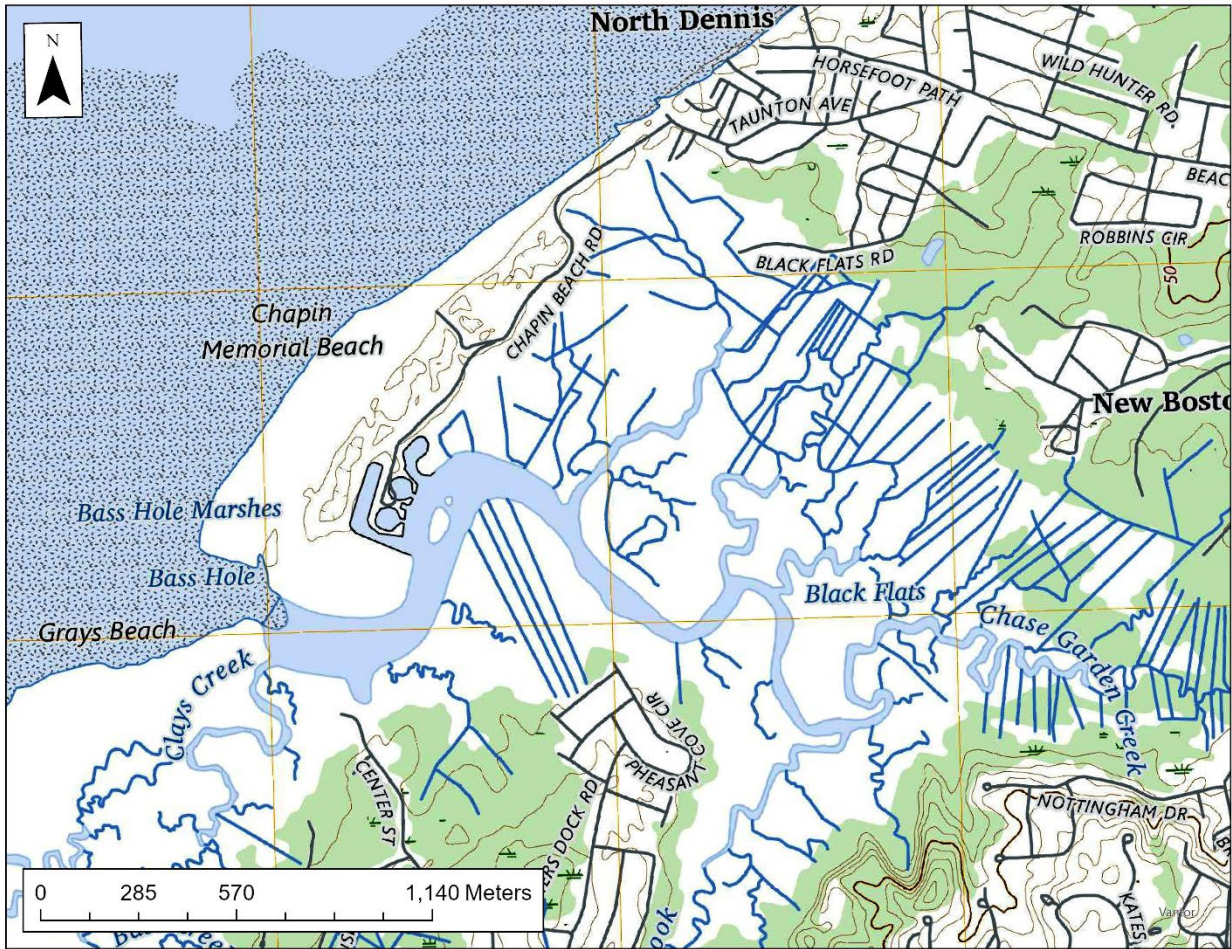 North Dennis
N
HORSEFOOT PATH
WILD HUNTER RD
TAUNTON AVE
BEAC
ROBBINS CIR
BLACK FLATS RD
50
CHAPIN BEACH RD
Chapin
Memorial Beach
New Bosto
Bass Hole Marshes
Bass Hole
Black Flats
Grays Beach
Chase Garden Creek
Clays Creek
PHEASANT COVE CIR
CENTER ST
NOTTINGHAM DR
ERS DOCK RD
KATES
0 285 570 1,140 Meters
ook
Vantor